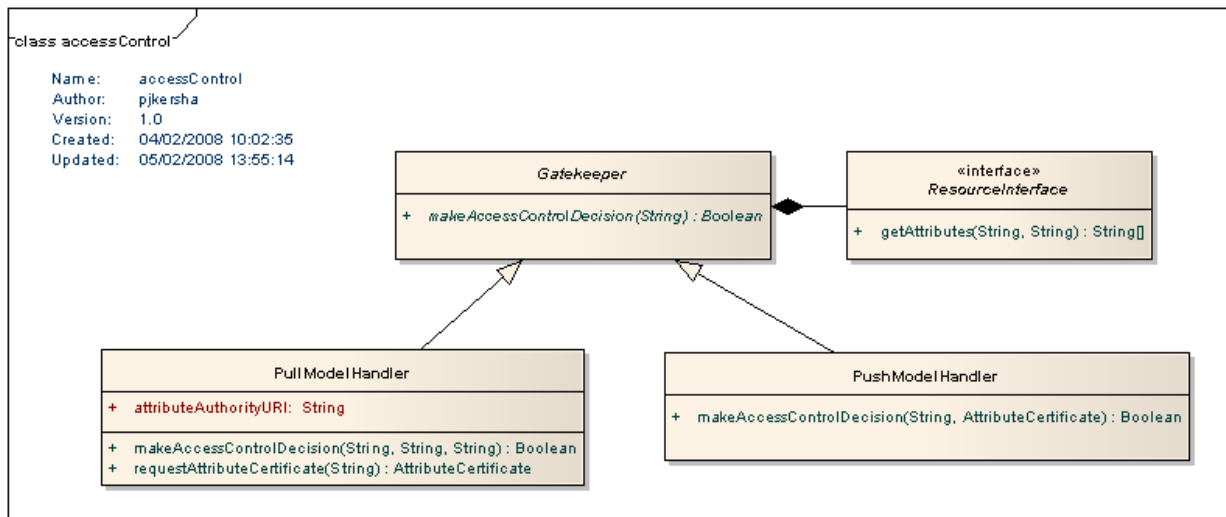 class accessControl
Name: accessControl
Author: pjkersha
Version: 1.0
Created: 04/02/2008 10:02:35
Updated: 05/02/2008 13:55:14
Gatekeeper
+ makeAccessControlDecision(String) : Boolean
«interface»
ResourceInterface
+ getAttributes(String, String) : String[]
PullModelHandler
+ attributeAuthorityURI: String
+ makeAccessControlDecision(String, String, String) : Boolean
+ requestAttributeCertificate(String) : AttributeCertificate
PushModelHandler
+ makeAccessControlDecision(String, AttributeCertificate) : Boolean